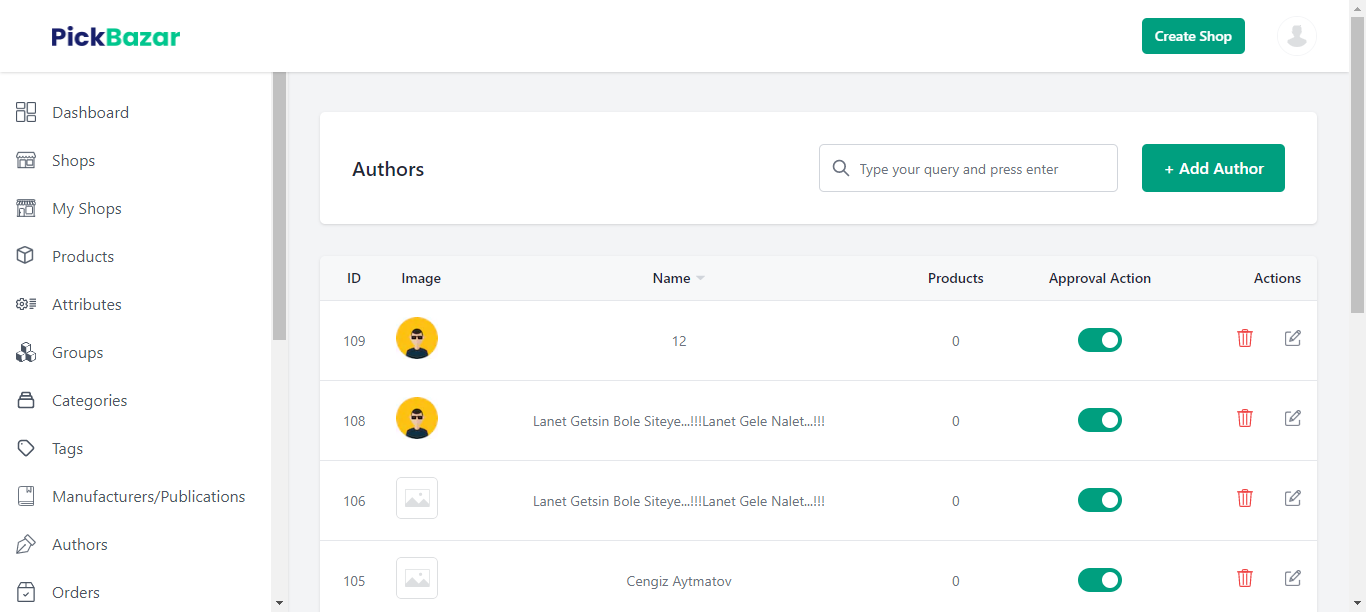 PickBazar
Create Shop
Dashboard
Shops
My Shops
Products
Attributes
Groups
Categories
Tags
Manufacturers/Publications
Authors
Orders
Authors
Type your query and press enter
+ Add Author
ID Image Name Products Approval Action Actions
109 12 0
108 Lanet Getsin Bole Siteye...!!!Lanet Gele Nalet...!!! 0
106 Lanet Getsin Bole Siteye...!!!Lanet Gele Nalet...!!! 0
105 Cengiz Aytmatov 0